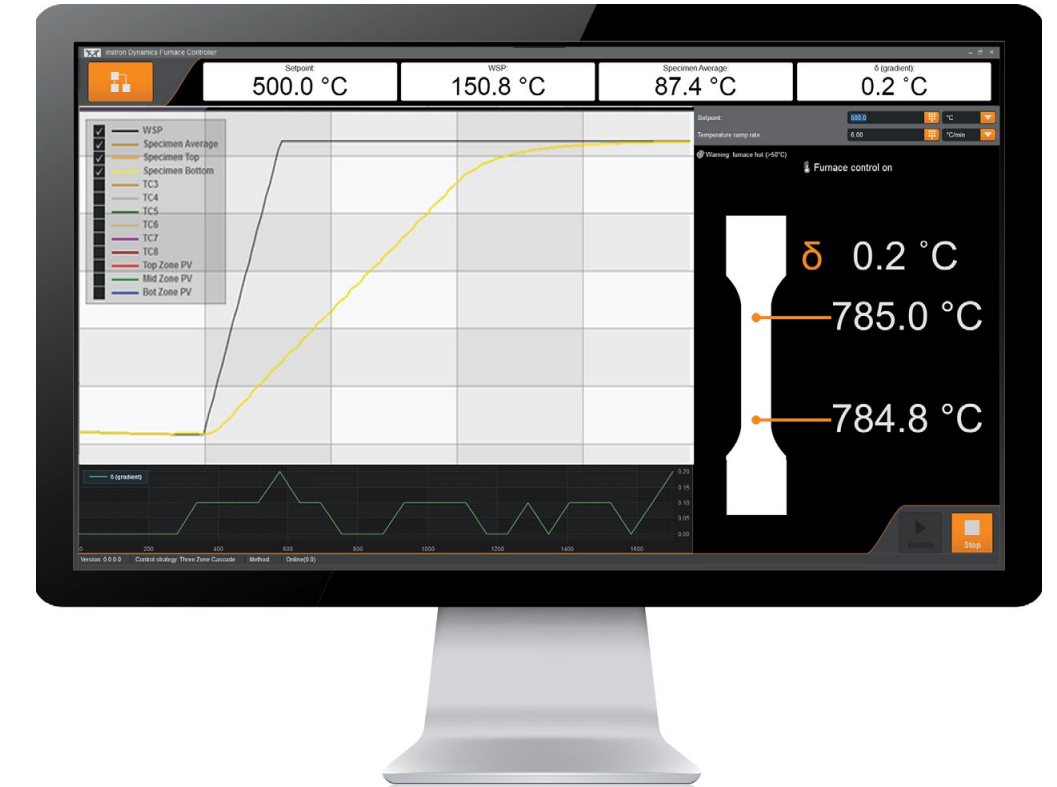 Instron Dynamics Furnace Controller
Setpoint:
500.0 °C
WSP:
150.8 °C
Specimen Average:
87.4 °C
δ (gradient):
0.2 °C
WSP
Specimen Average
Specimen Top
Specimen Bottom
TC3
TC4
TC5
TC6
TC7
TC8
Top Zone PV
Mid Zone PV
Bot Zone PV
Setpoint: 500.0 °C
Temperature ramp rate: 6.00 °C/min
Warning: furnace hot (>50°C)
Furnace control on
δ 0.2 °C
785.0 °C
784.8 °C
δ (gradient)
0.20
0.15
0.10
0.05
0.00
0 200 400 600 800 1000 1200 1400 1600
Enable
Stop
Version: 0.0.0.0 Control strategy: Three Zone Cascade Method Online(0.0)